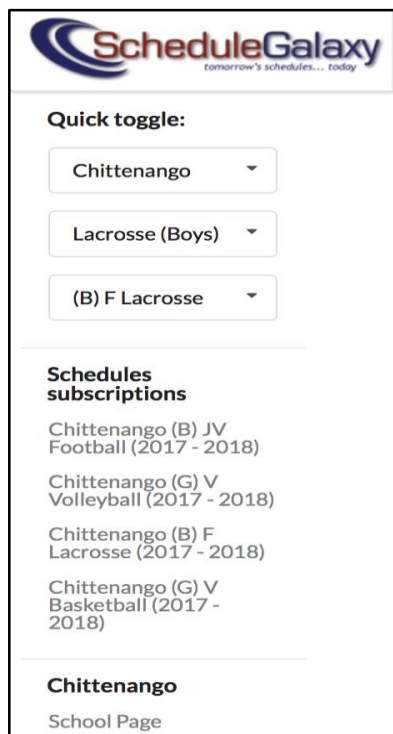 ScheduleGalaxy
tomorrow's schedules... today
Quick toggle:
Chittenango
Lacrosse (Boys)
(B) F Lacrosse
Schedules
subscriptions
Chittenango (B) JV
Football (2017 - 2018)
Chittenango (G) V
Volleyball (2017 - 2018)
Chittenango (B) F
Lacrosse (2017 - 2018)
Chittenango (G) V
Basketball (2017 -
2018)
Chittenango
School Page